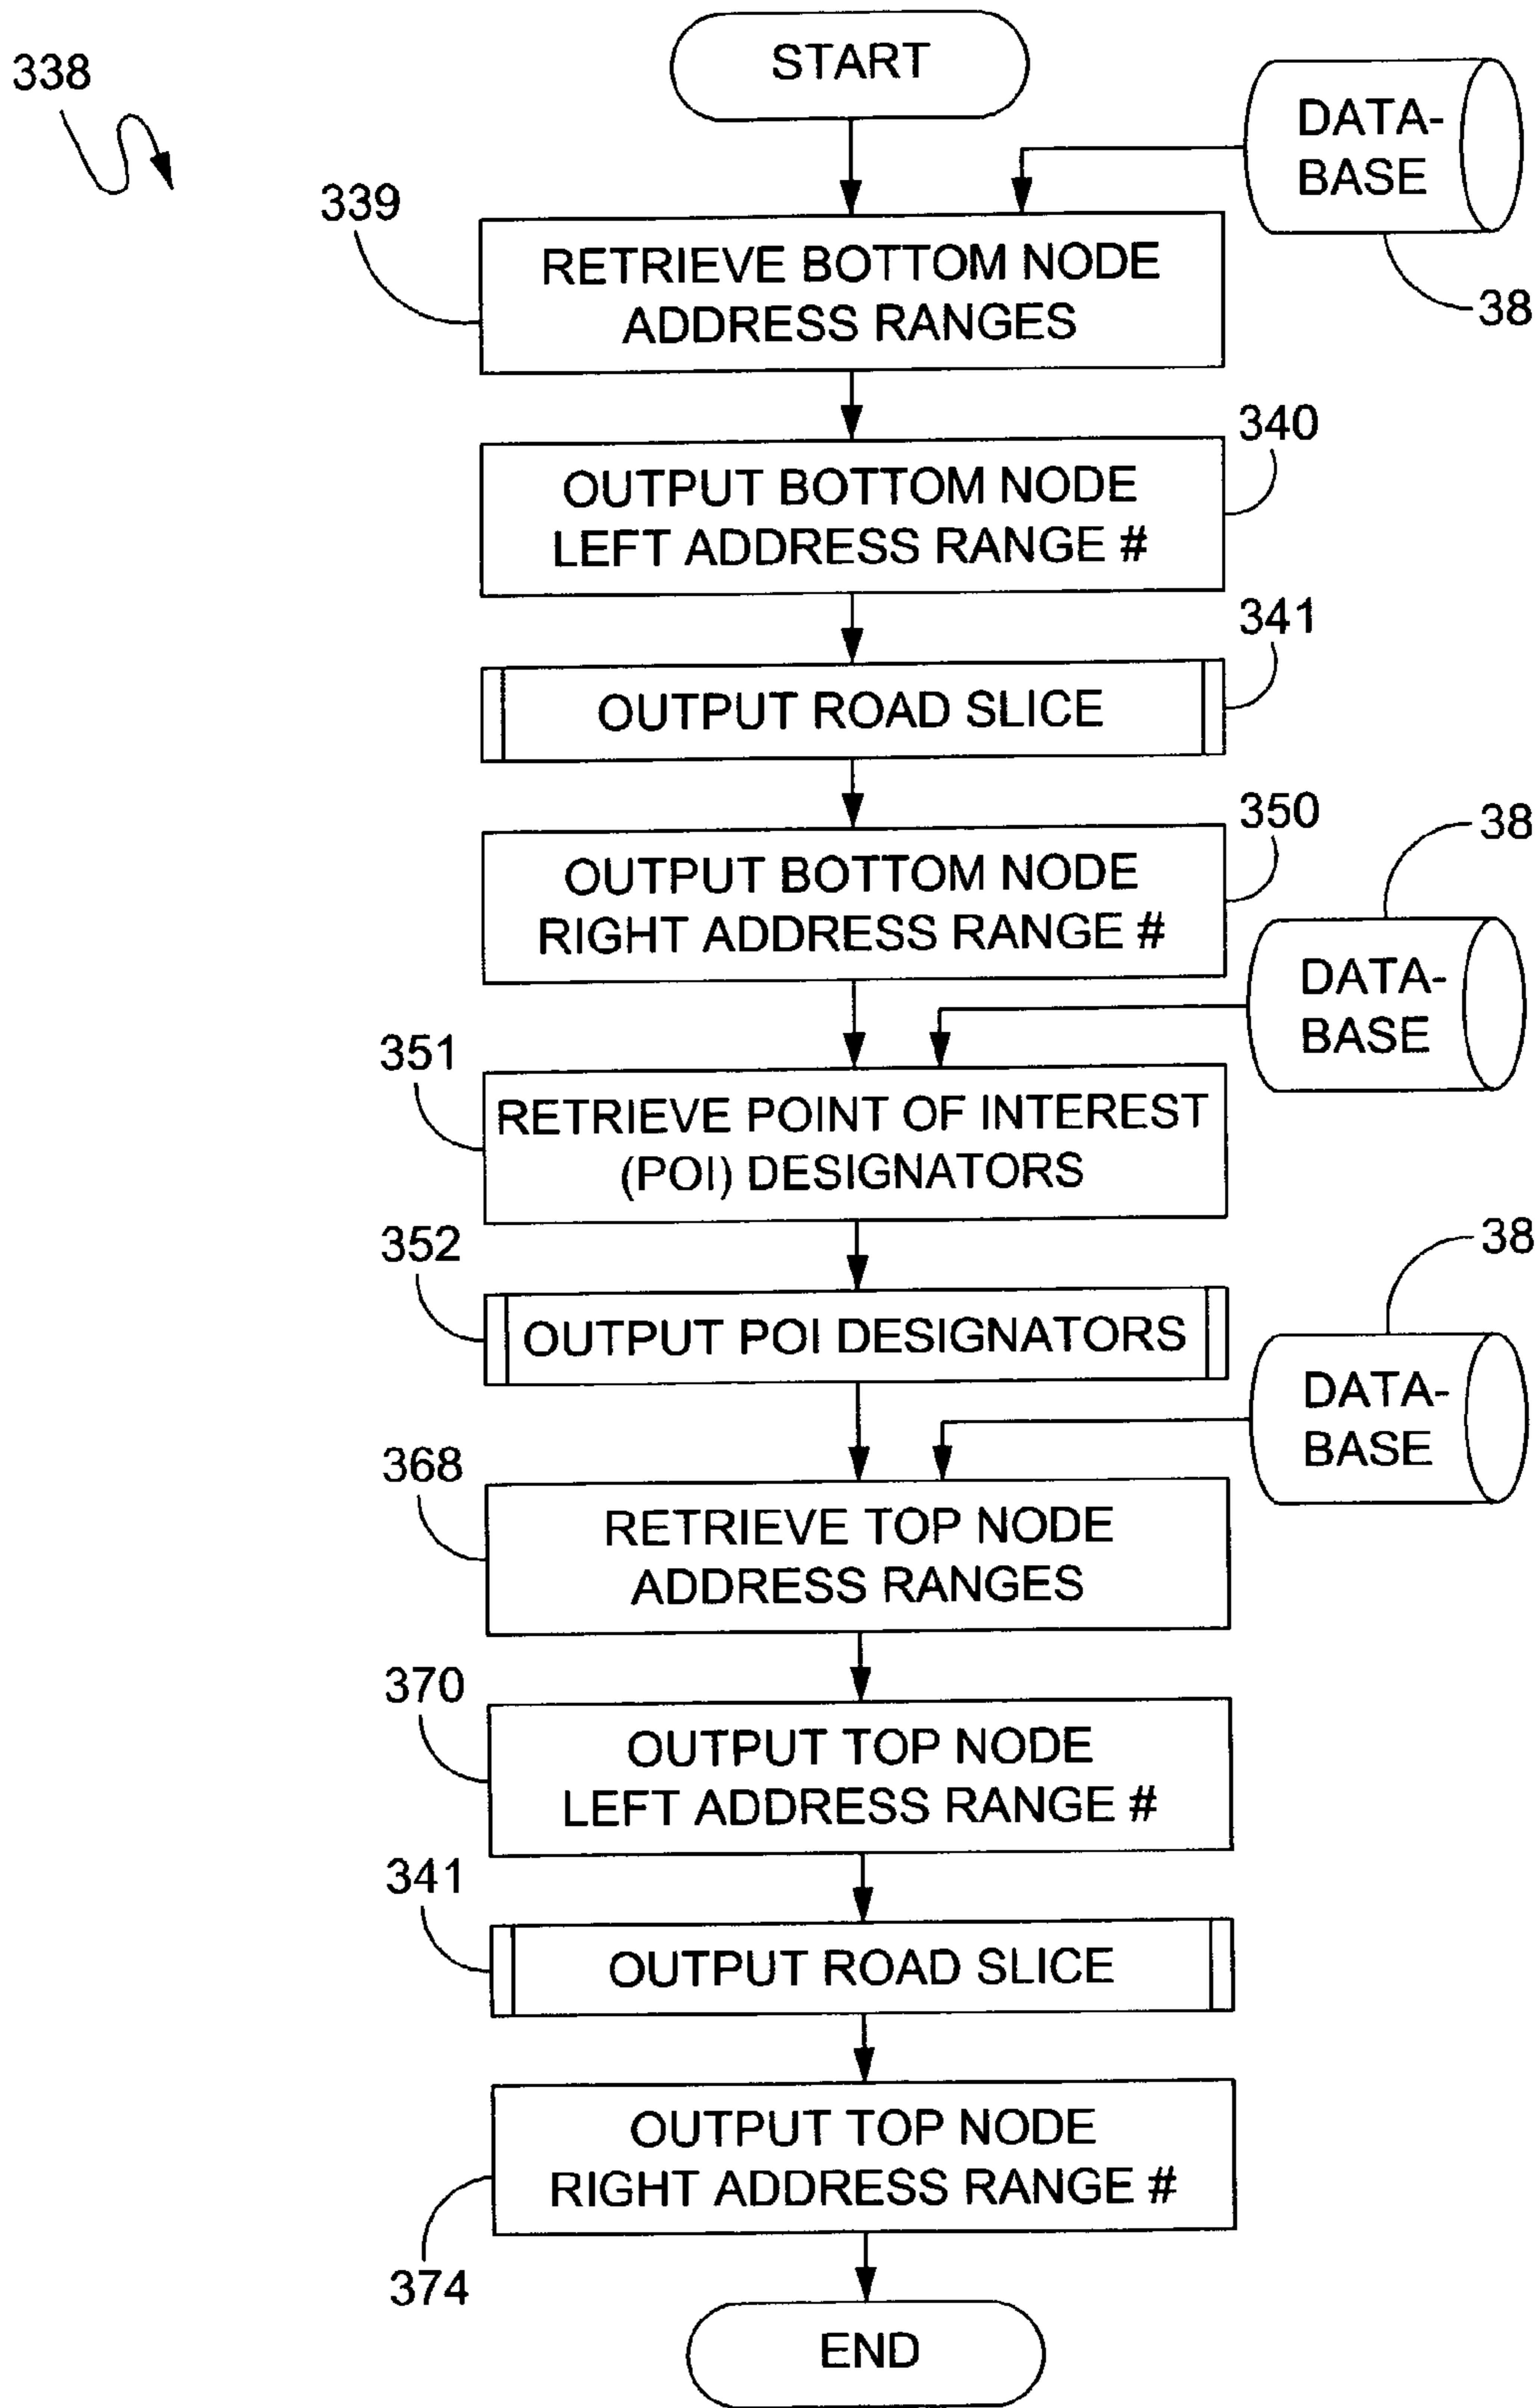 START
338
DATA-
BASE
38
339
RETRIEVE BOTTOM NODE
ADDRESS RANGES
340
OUTPUT BOTTOM NODE
LEFT ADDRESS RANGE #
341
OUTPUT ROAD SLICE
350
OUTPUT BOTTOM NODE
RIGHT ADDRESS RANGE #
38
DATA-
BASE
351
RETRIEVE POINT OF INTEREST
(POI) DESIGNATORS
352
OUTPUT POI DESIGNATORS
38
DATA-
BASE
368
RETRIEVE TOP NODE
ADDRESS RANGES
370
OUTPUT TOP NODE
LEFT ADDRESS RANGE #
341
OUTPUT ROAD SLICE
OUTPUT TOP NODE
RIGHT ADDRESS RANGE #
374
END